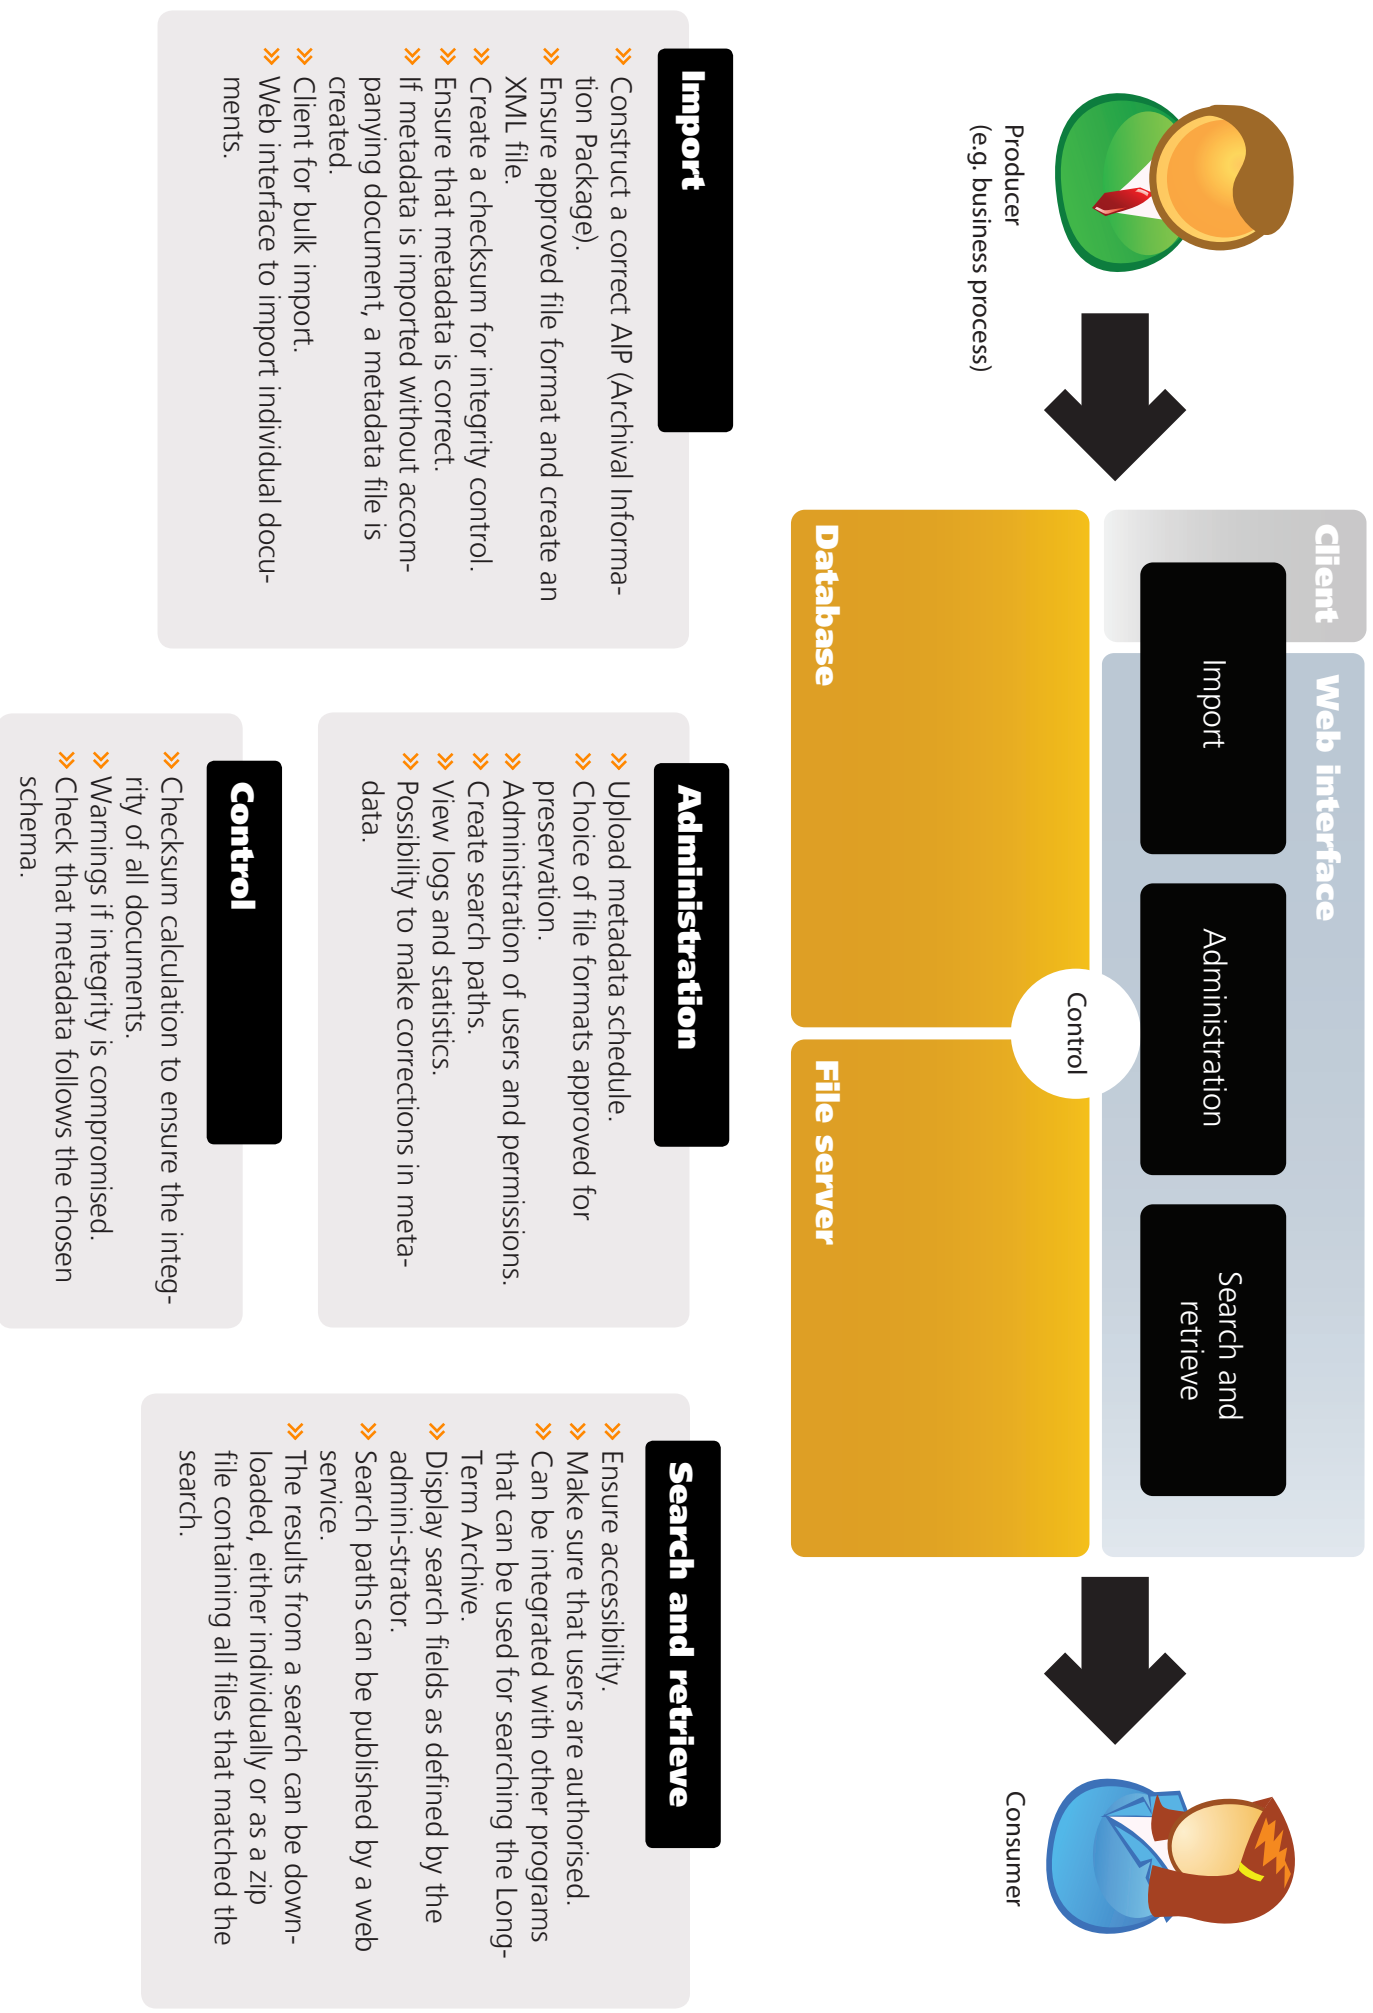 Producer
(e.g. business process)
Client
Web interface
Import
Administration
Search and
retrieve
Control
Database
File server
Consumer
Import
» Construct a correct AIP (Archival Informa-
tion Package).
» Ensure approved file format and create an
XML file.
» Create a checksum for integrity control.
» Ensure that metadata is correct.
» If metadata is imported without accom-
panying document, a metadata file is
created.
» Client for bulk import.
» Web interface to import individual docu-
ments.
Administration
» Upload metadata schedule.
» Choice of file formats approved for
preservation.
» Administration of users and permissions.
» Create search paths.
» View logs and statistics.
» Possibility to make corrections in meta-
data.
Control
» Checksum calculation to ensure the integ-
rity of all documents.
» Warnings if integrity is compromised.
» Check that metadata follows the chosen
schema.
Search and retrieve
» Ensure accessibility.
» Make sure that users are authorised.
» Can be integrated with other programs
that can be used for searching the Long-
Term Archive.
» Display search fields as defined by the
admini-strator.
» Search paths can be published by a web
service.
» The results from a search can be down-
loaded, either individually or as a zip
file containing all files that matched the
search.